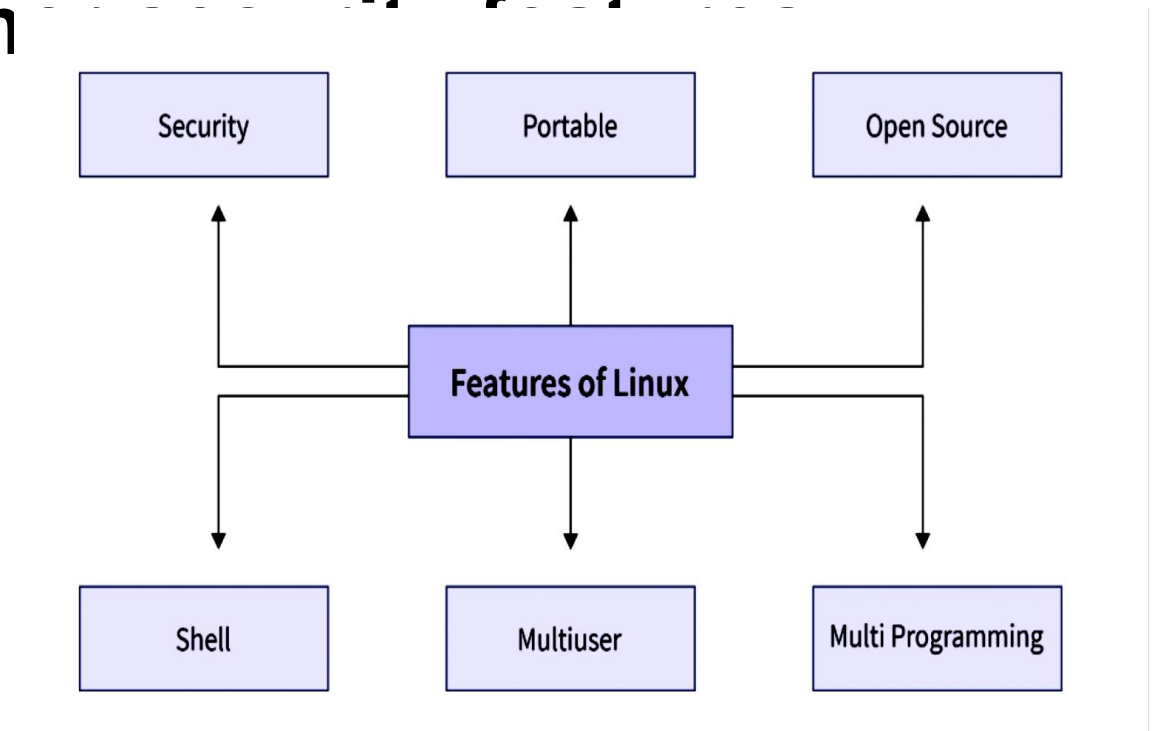 Security
Portable
Open Source
Features of Linux
Shell
Multiuser
Multi Programming